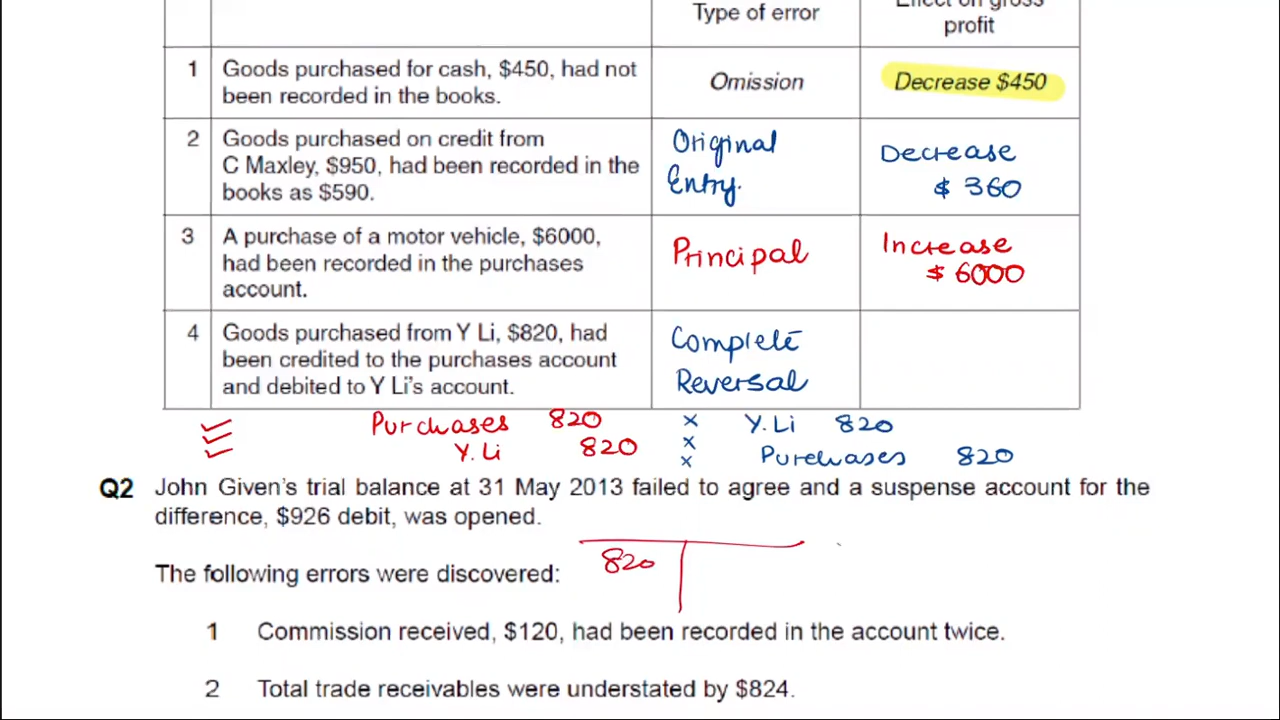 Type of error
Effect on gross
profit
1 Goods purchased for cash, $450, had not
been recorded in the books.
Omission
Decrease $450
2 Goods purchased on credit from
C Maxley, $950, had been recorded in the
books as $590.
Original
Entry.
Decrease
$ 360
3 A purchase of a motor vehicle, $6000,
had been recorded in the purchases
account.
Principal
Increase
$ 6000
4 Goods purchased from Y Li, $820, had
been credited to the purchases account
and debited to Y Li's account.
Complete
Reversal
Purchases 820
Y. Li 820
x Y. Li 820
x
x Purchases 820
Q2 John Given's trial balance at 31 May 2013 failed to agree and a suspense account for the
difference, $926 debit, was opened.
820
The following errors were discovered:
1 Commission received, $120, had been recorded in the account twice.
2 Total trade receivables were understated by $824.